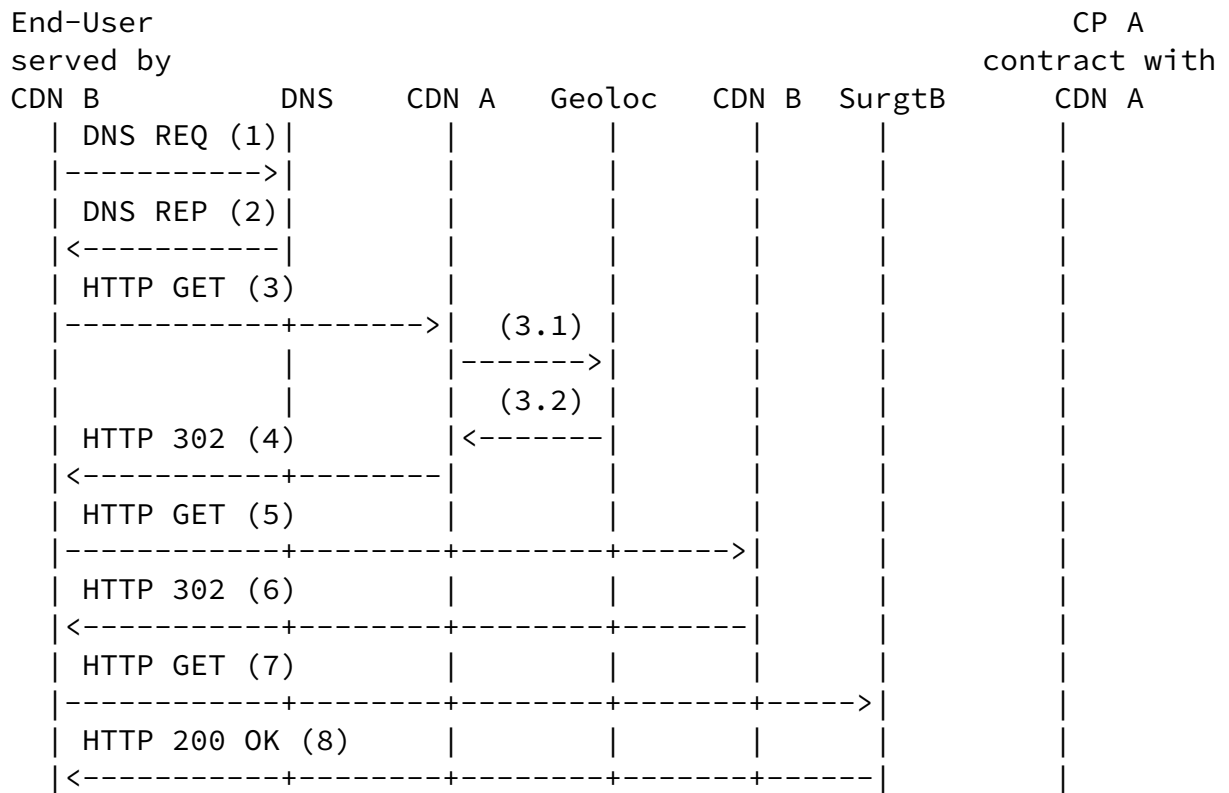 End-User CP A
served by contract with
CDN B DNS CDN A Geoloc CDN B SurgtB CDN A
DNS REQ (1)
DNS REP (2)
HTTP GET (3)
(3.1)
(3.2)
HTTP 302 (4)
HTTP GET (5)
HTTP 302 (6)
HTTP GET (7)
HTTP 200 OK (8)